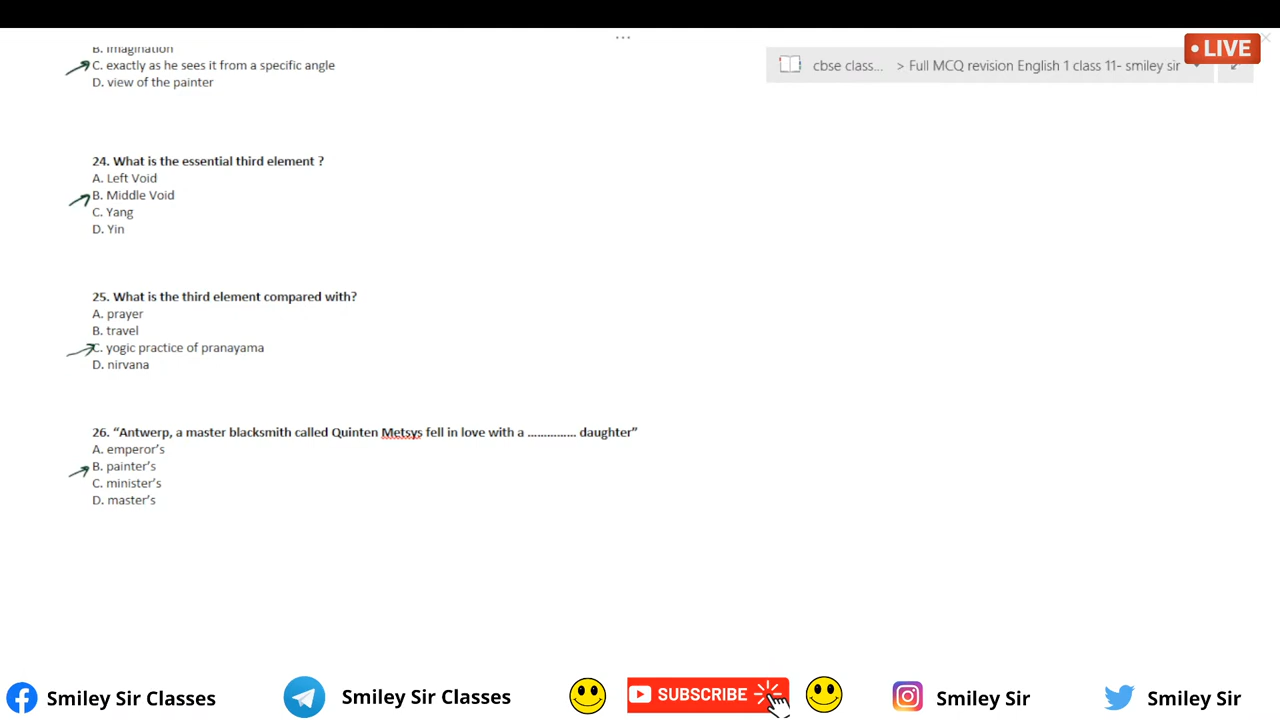 B. Imagination
C. exactly as he sees it from a specific angle
D. view of the painter
LIVE
cbse class... > Full MCQ revision English 1 class 11- smiley sir
24. What is the essential third element ?
A. Left Void
B. Middle Void
C. Yang
D. Yin
25. What is the third element compared with?
A. prayer
B. travel
C. yogic practice of pranayama
D. nirvana
26. “Antwerp, a master blacksmith called Quinten Metsys fell in love with a ………….. daughter”
A. emperor’s
B. painter’s
C. minister’s
D. master’s
Smiley Sir Classes
Smiley Sir Classes
SUBSCRIBE
Smiley Sir
Smiley Sir